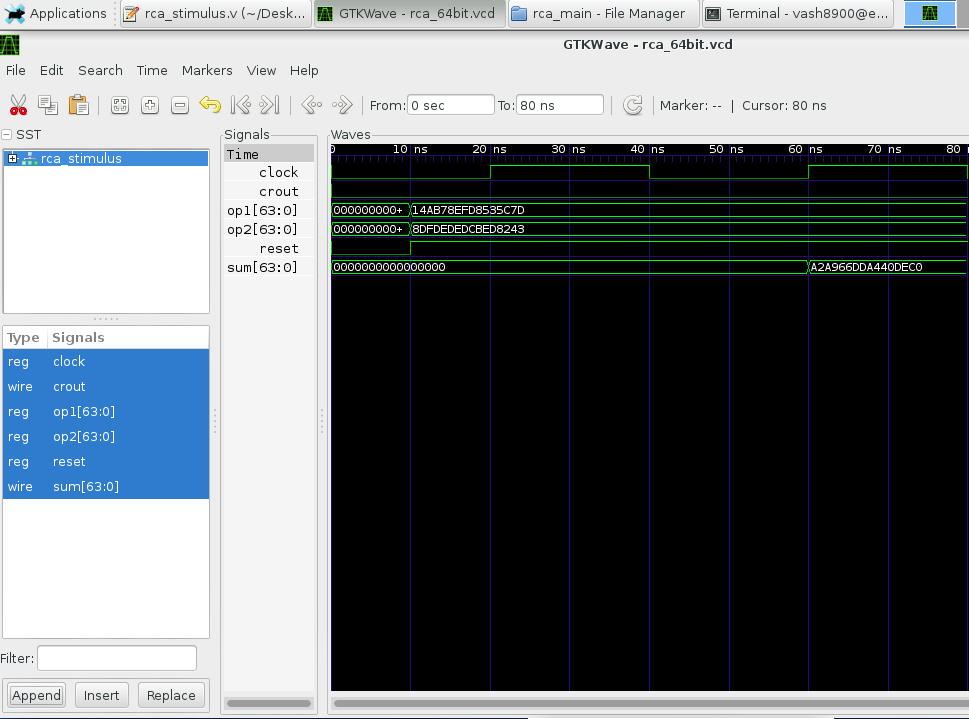 Applications rca_stimulus.v (~/Desk... GTKWave - rca_64bit.vcd rca_main - File Manager Terminal - vash8900@e...
GTKWave - rca_64bit.vcd
File Edit Search Time Markers View Help
From: 0 sec To: 80 ns Marker: -- | Cursor: 80 ns
SST
rca_stimulus
Type Signals
reg clock
wire crout
reg op1[63:0]
reg op2[63:0]
reg reset
wire sum[63:0]
Filter:
Append Insert Replace
Signals
Time
clock
crout
op1[63:0]
op2[63:0]
reset
sum[63:0]
Waves
0 10 ns 20 ns 30 ns 40 ns 50 ns 60 ns 70 ns 80
000000000+ 14AB78EFD8535C7D
000000000+ 8DFDEDEDCBED8243
0000000000000000 A2A966DDA440DEC0